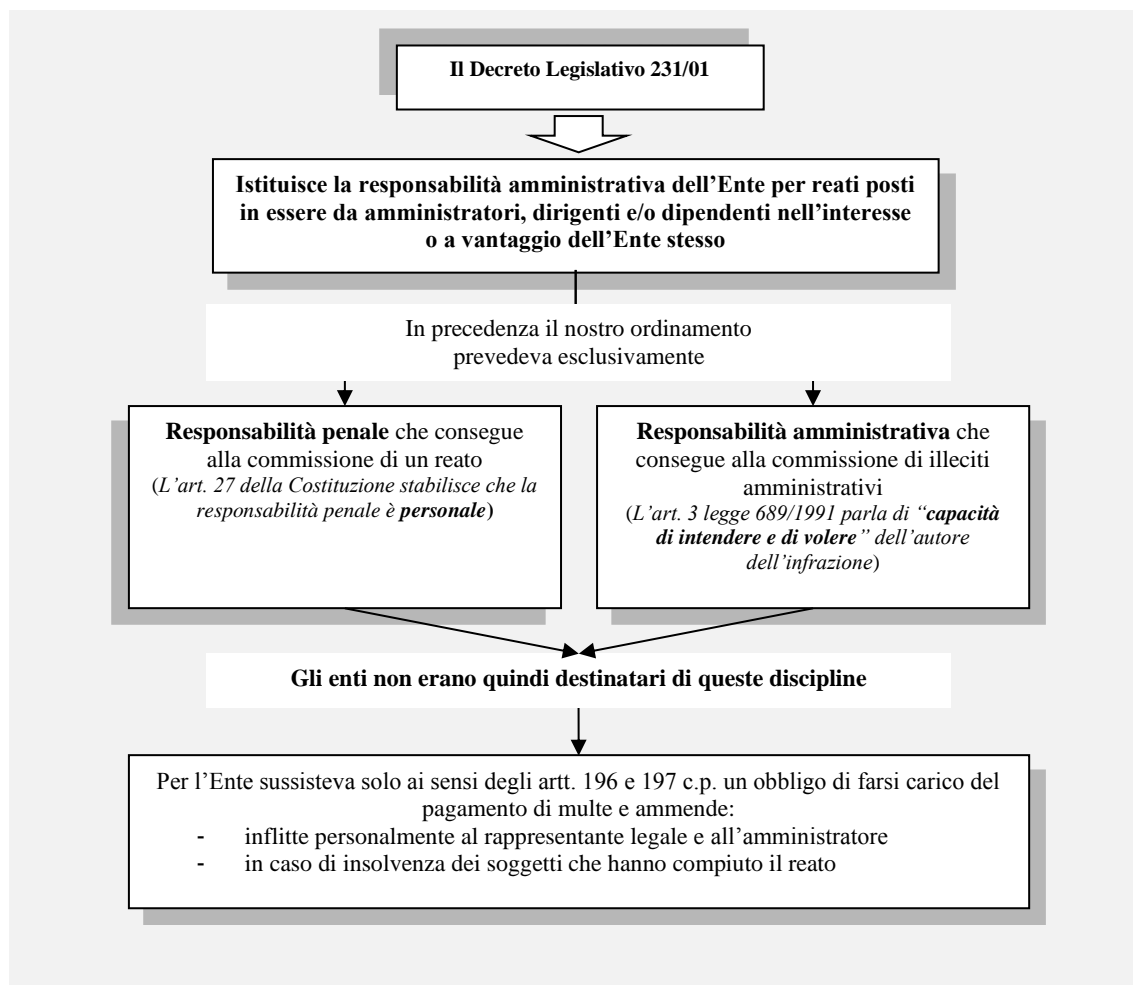 Il Decreto Legislativo 231/01
Istituisce la responsabilità amministrativa dell’Ente per reati posti
in essere da amministratori, dirigenti e/o dipendenti nell’interesse
o a vantaggio dell’Ente stesso
In precedenza il nostro ordinamento
prevedeva esclusivamente
Responsabilità penale che consegue
alla commissione di un reato
(L’art. 27 della Costituzione stabilisce che la
responsabilità penale è personale)
Responsabilità amministrativa che
consegue alla commissione di illeciti
amministrativi
(L’art. 3 legge 689/1991 parla di “capacità
di intendere e di volere” dell’autore
dell’infrazione)
Gli enti non erano quindi destinatari di queste discipline
Per l’Ente sussisteva solo ai sensi degli artt. 196 e 197 c.p. un obbligo di farsi carico del
pagamento di multe e ammende:
- inflitte personalmente al rappresentante legale e all’amministratore
- in caso di insolvenza dei soggetti che hanno compiuto il reato